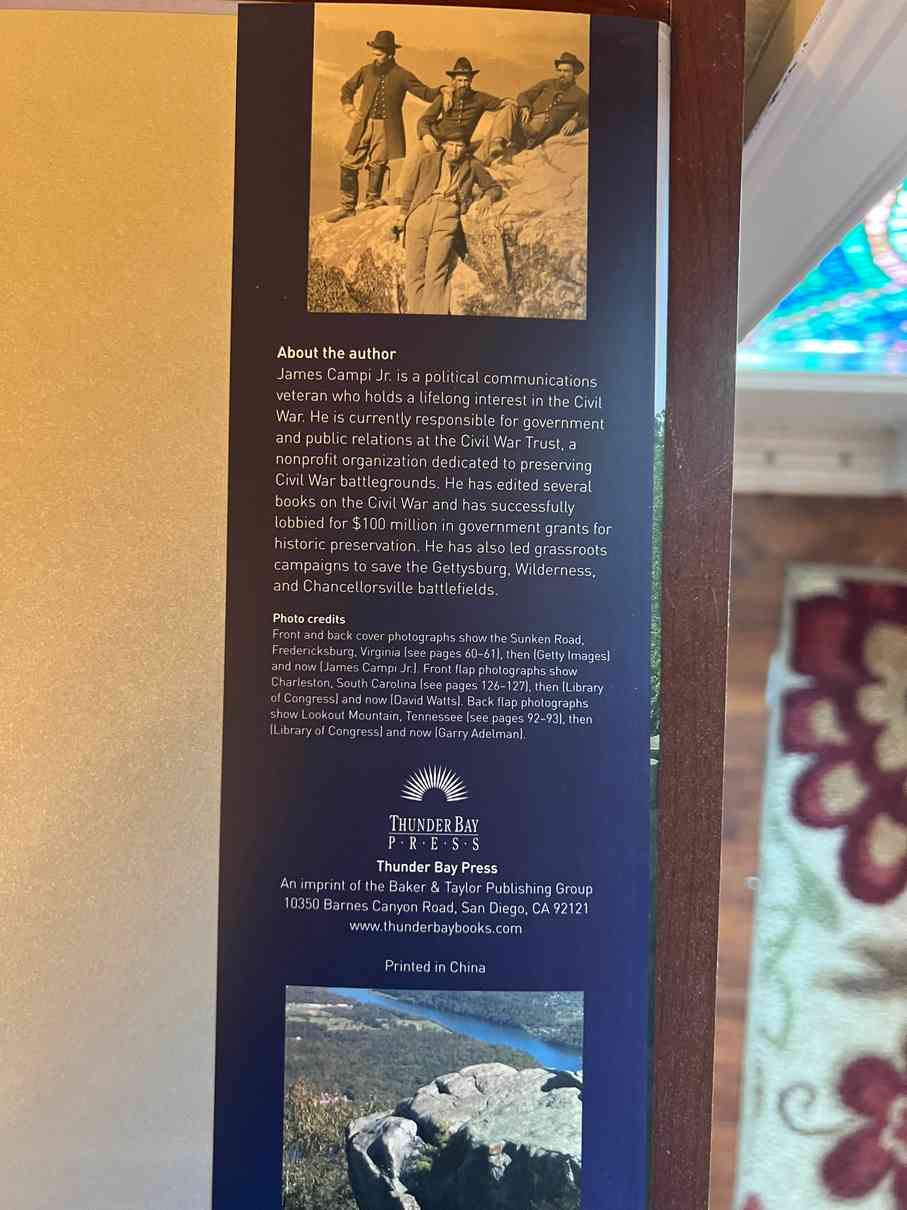 About the author
James Campi Jr. is a political communications
veteran who holds a lifelong interest in the Civil
War. He is currently responsible for government
and public relations at the Civil War Trust, a
nonprofit organization dedicated to preserving
Civil War battlegrounds. He has edited several
books on the Civil War and has successfully
lobbied for $100 million in government grants for
historic preservation. He has also led grassroots
campaigns to save the Gettysburg, Wilderness,
and Chancellorsville battlefields.
Photo credits
Front and back cover photographs show the Sunken Road,
Fredericksburg, Virginia (see pages 60–61), then (Getty Images)
and now (James Campi Jr.). Front flap photographs show
Charleston, South Carolina (see pages 126–127), then (Library
of Congress) and now (David Watts). Back flap photographs
show Lookout Mountain, Tennessee (see pages 92–93), then
(Library of Congress) and now (Garry Adelman).
THUNDER BAY
P·R·E·S·S
Thunder Bay Press
An imprint of the Baker & Taylor Publishing Group
10350 Barnes Canyon Road, San Diego, CA 92121
www.thunderbaybooks.com
Printed in China